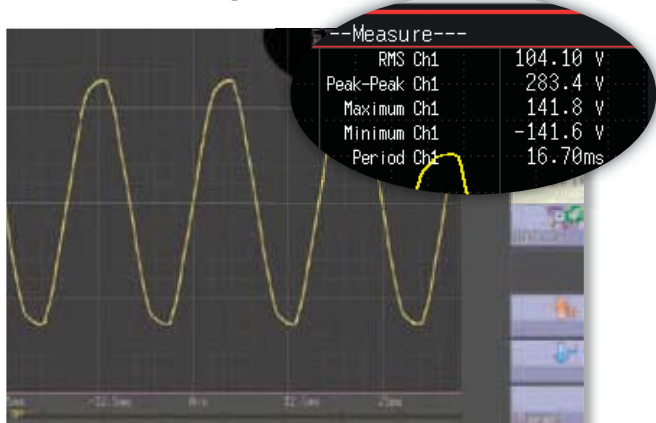 --Measure---
RMS Ch1 104.10 V
Peak-Peak Ch1 283.4 V
Maximum Ch1 141.8 V
Minimum Ch1 -141.6 V
Period Ch1 16.70ms
-12.5ms 0/s 12.5ms 25ms